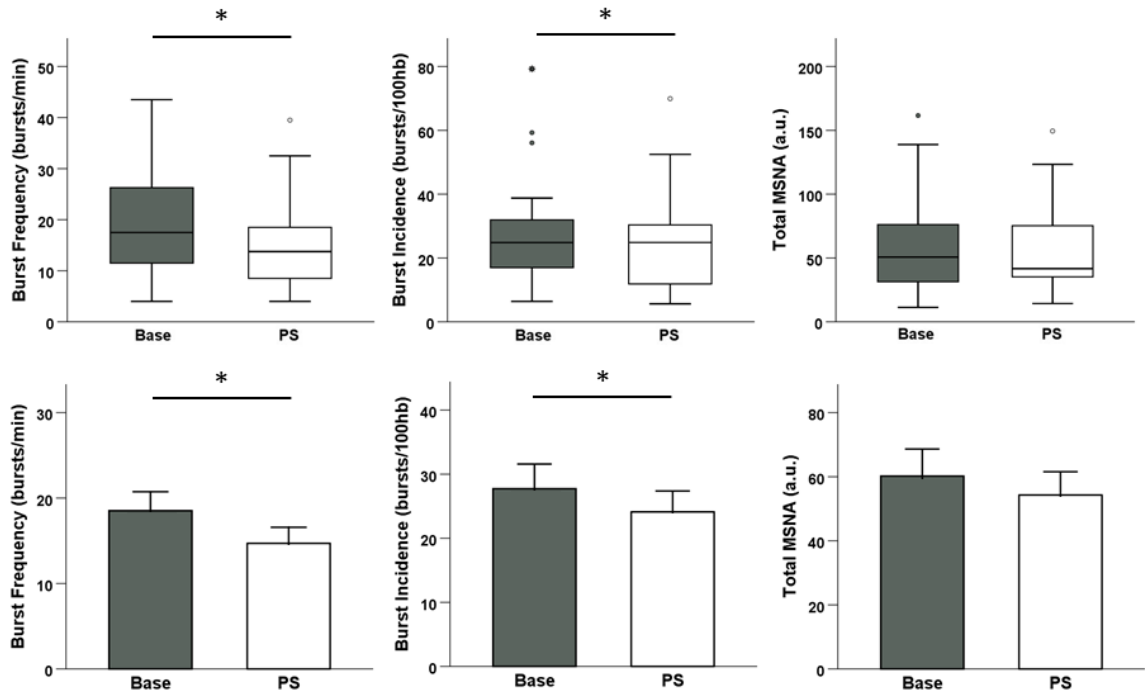 *
Burst Frequency (bursts/min)
50
40
30
20
10
0
Base PS
*
Burst Incidence (bursts/100hb)
80
60
40
20
0
Base PS
Total MSNA (a.u.)
200
150
100
50
0
Base PS
*
Burst Frequency (bursts/min)
30
20
10
0
Base PS
*
Burst Incidence (bursts/100hb)
40
30
20
10
0
Base PS
Total MSNA (a.u.)
80
60
40
60
0
Base PS